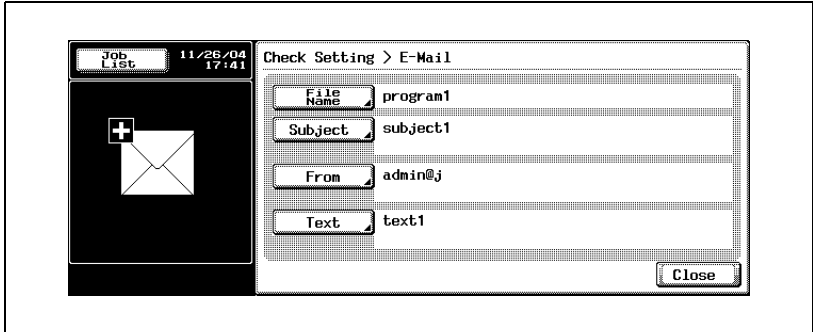 Job List
11/26/04
17:41
Check Setting > E-Mail
File Name
program1
Subject
subject1
From
admin@j
Text
text1
Close